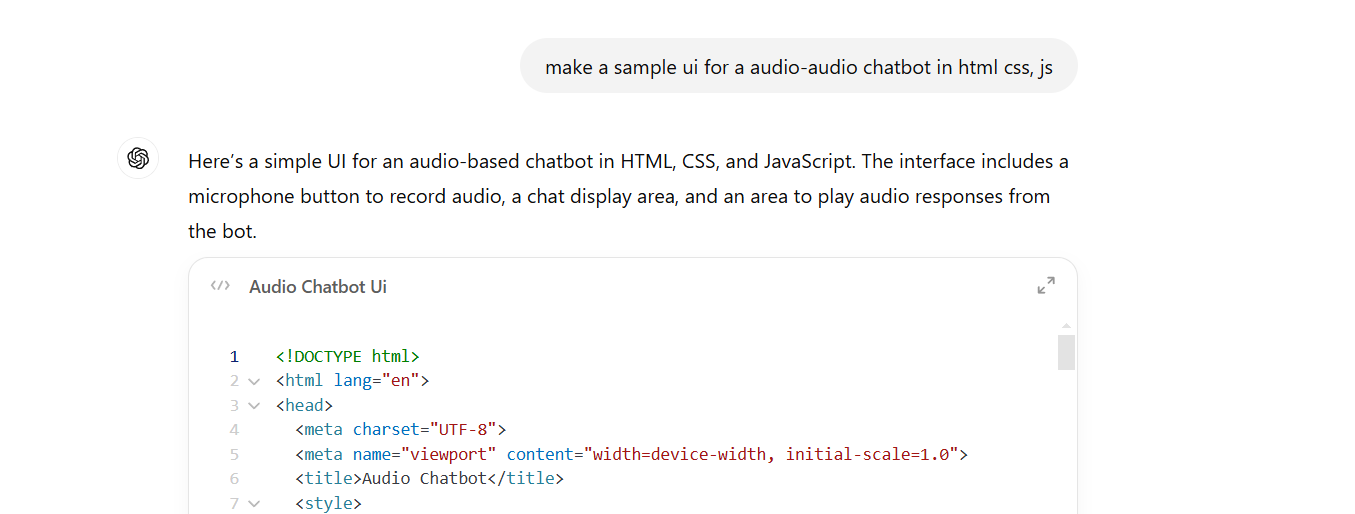 make a sample ui for a audio-audio chatbot in html css, js
Here’s a simple UI for an audio-based chatbot in HTML, CSS, and JavaScript. The interface includes a
microphone button to record audio, a chat display area, and an area to play audio responses from
the bot.
</> Audio Chatbot Ui
1 <!DOCTYPE html>
2 <html lang="en">
3 <head>
4 <meta charset="UTF-8">
5 <meta name="viewport" content="width=device-width, initial-scale=1.0">
6 <title>Audio Chatbot</title>
7 <style>